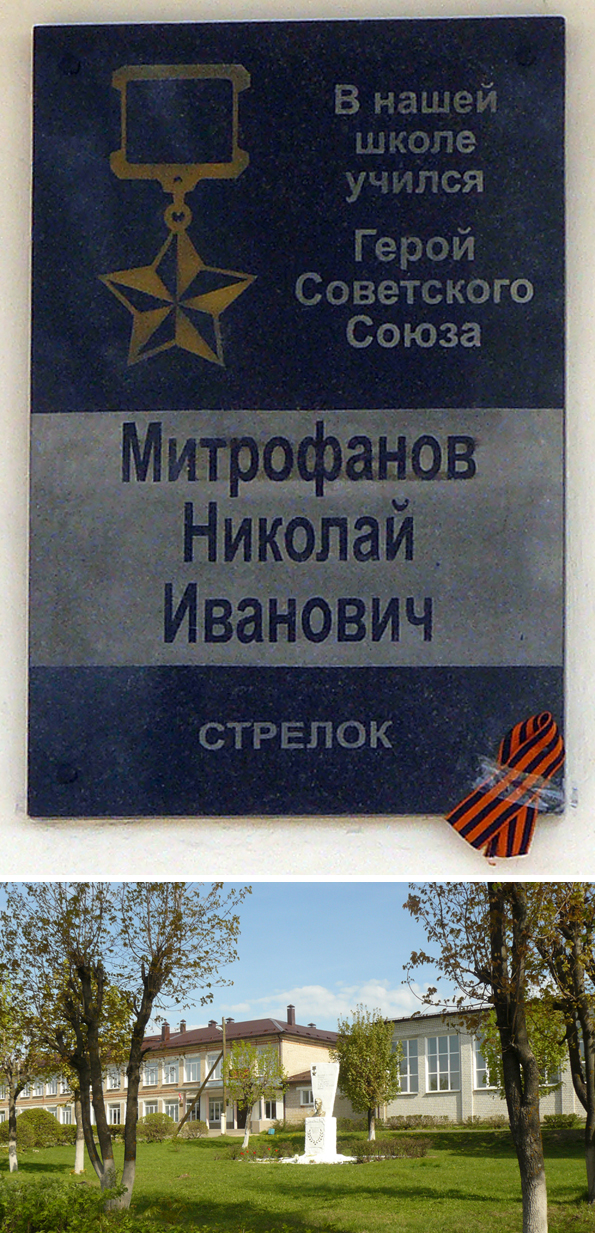 В нашей
школе
учился
Герой
Советского
Союза
Митрофанов
Николай
Иванович
СТРЕЛОК